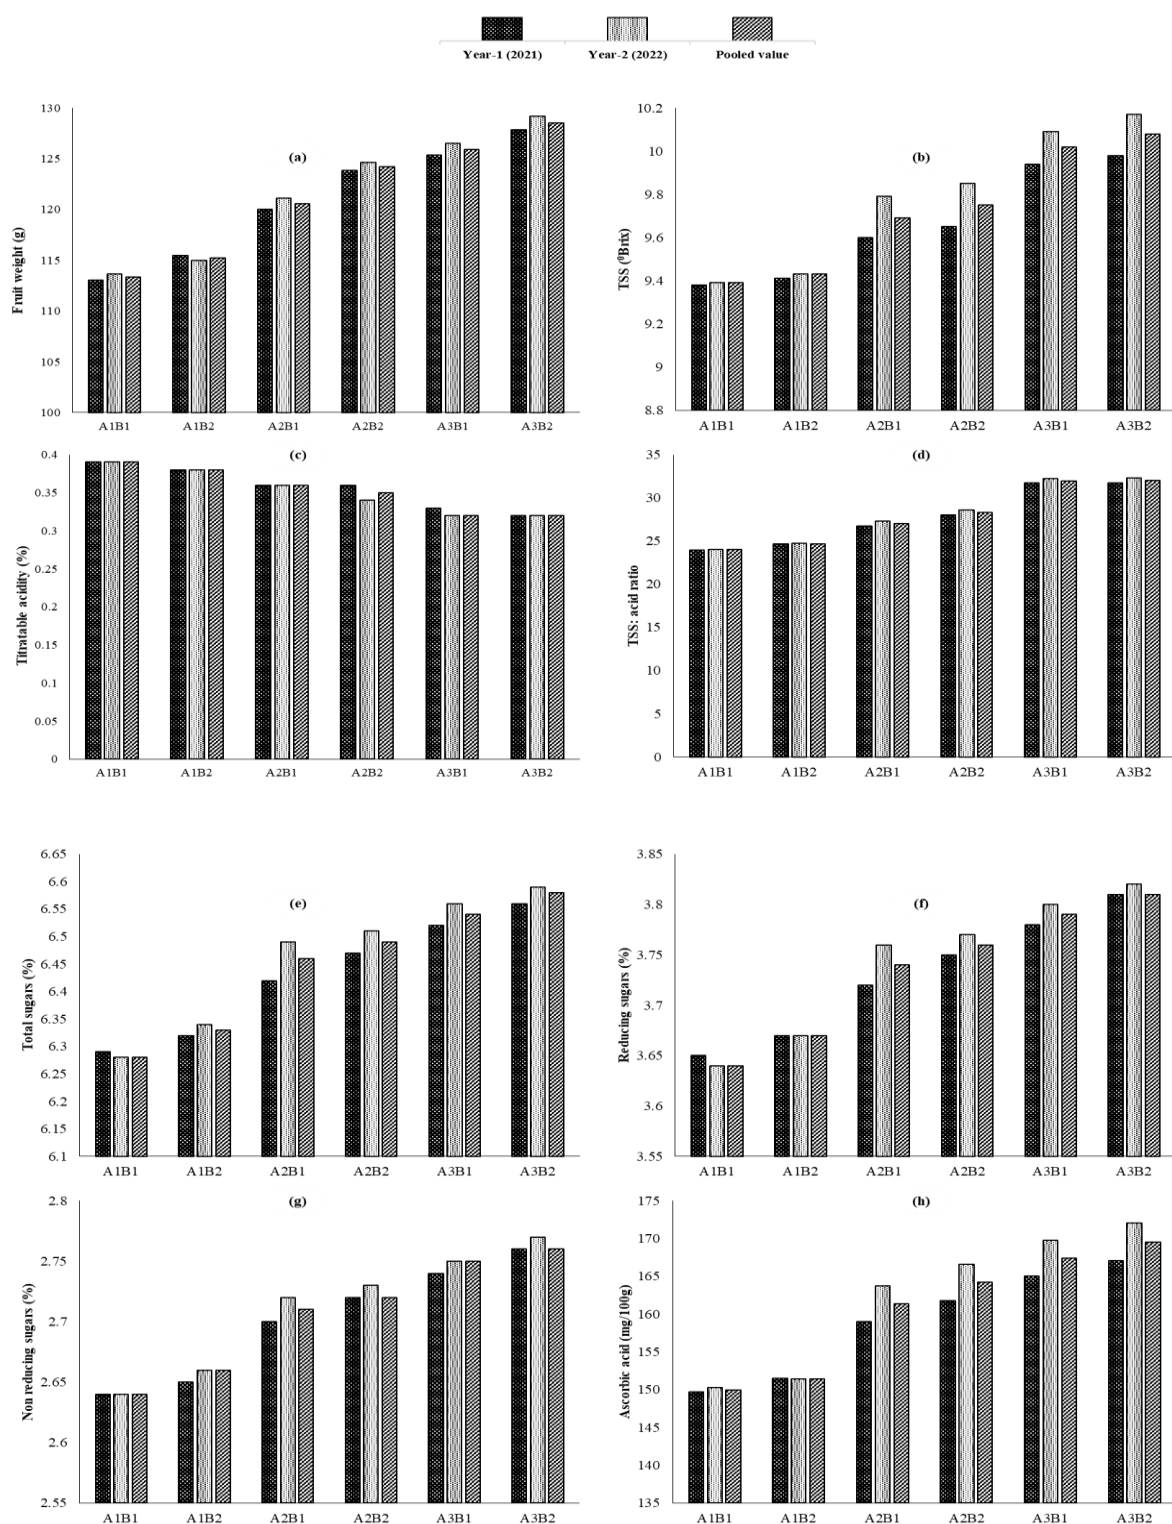 Year-1 (2021) Year-2 (2022) Pooled value
(a)
Fruit weight (g)
130
125
120
115
110
105
100
A1B1 A1B2 A2B1 A2B2 A3B1 A3B2
(b)
TSS (⁰Brix)
10.2
10
9.8
9.6
9.4
9.2
9
8.8
A1B1 A1B2 A2B1 A2B2 A3B1 A3B2
(c)
Titratable acidity (%)
0.4
0.35
0.3
0.25
0.2
0.15
0.1
0.05
0
A1B1 A1B2 A2B1 A2B2 A3B1 A3B2
(d)
TSS: acid ratio
35
30
25
20
15
10
5
0
A1B1 A1B2 A2B1 A2B2 A3B1 A3B2
(e)
Total sugars (%)
6.65
6.6
6.55
6.5
6.45
6.4
6.35
6.3
6.25
6.2
6.15
6.1
A1B1 A1B2 A2B1 A2B2 A3B1 A3B2
(f)
Reducing sugars (%)
3.85
3.8
3.75
3.7
3.65
3.6
3.55
A1B1 A1B2 A2B1 A2B2 A3B1 A3B2
(g)
Non reducing sugars (%)
2.8
2.75
2.7
2.65
2.6
2.55
A1B1 A1B2 A2B1 A2B2 A3B1 A3B2
(h)
Ascorbic acid (mg/100g)
175
170
165
160
155
150
145
140
135
A1B1 A1B2 A2B1 A2B2 A3B1 A3B2